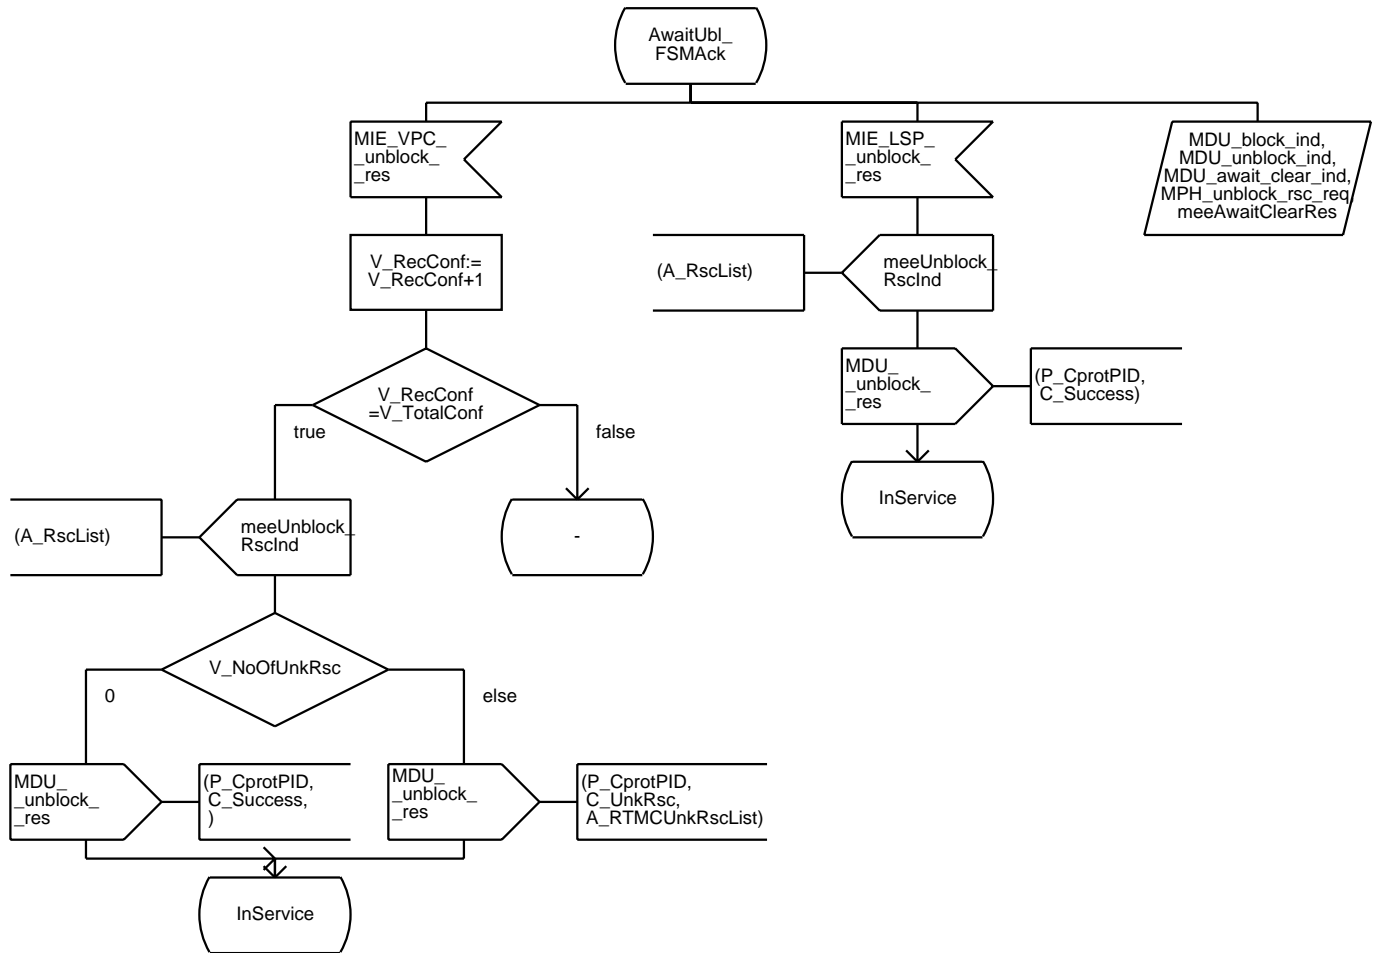 AwaitUbl_
FSMAck
MIE_VPC_
_unblock_
_res
MIE_LSP_
_unblock_
_res
MDU_block_ind,
MDU_unblock_ind,
MDU_await_clear_ind,
MPH_unblock_rsc_req,
meeAwaitClearRes
V_RecConf:=
V_RecConf+1
(A_RscList)
meeUnblock_
RscInd
MDU_
_unblock_
_res
(P_CprotPID,
C_Success)
V_RecConf
=V_TotalConf
true
false
InService
(A_RscList)
meeUnblock_
RscInd
-
V_NoOfUnkRsc
0
else
MDU_
_unblock_
_res
(P_CprotPID,
C_Success,
)
MDU_
_unblock_
_res
(P_CprotPID,
C_UnkRsc,
A_RTMCUnkRscList)
InService